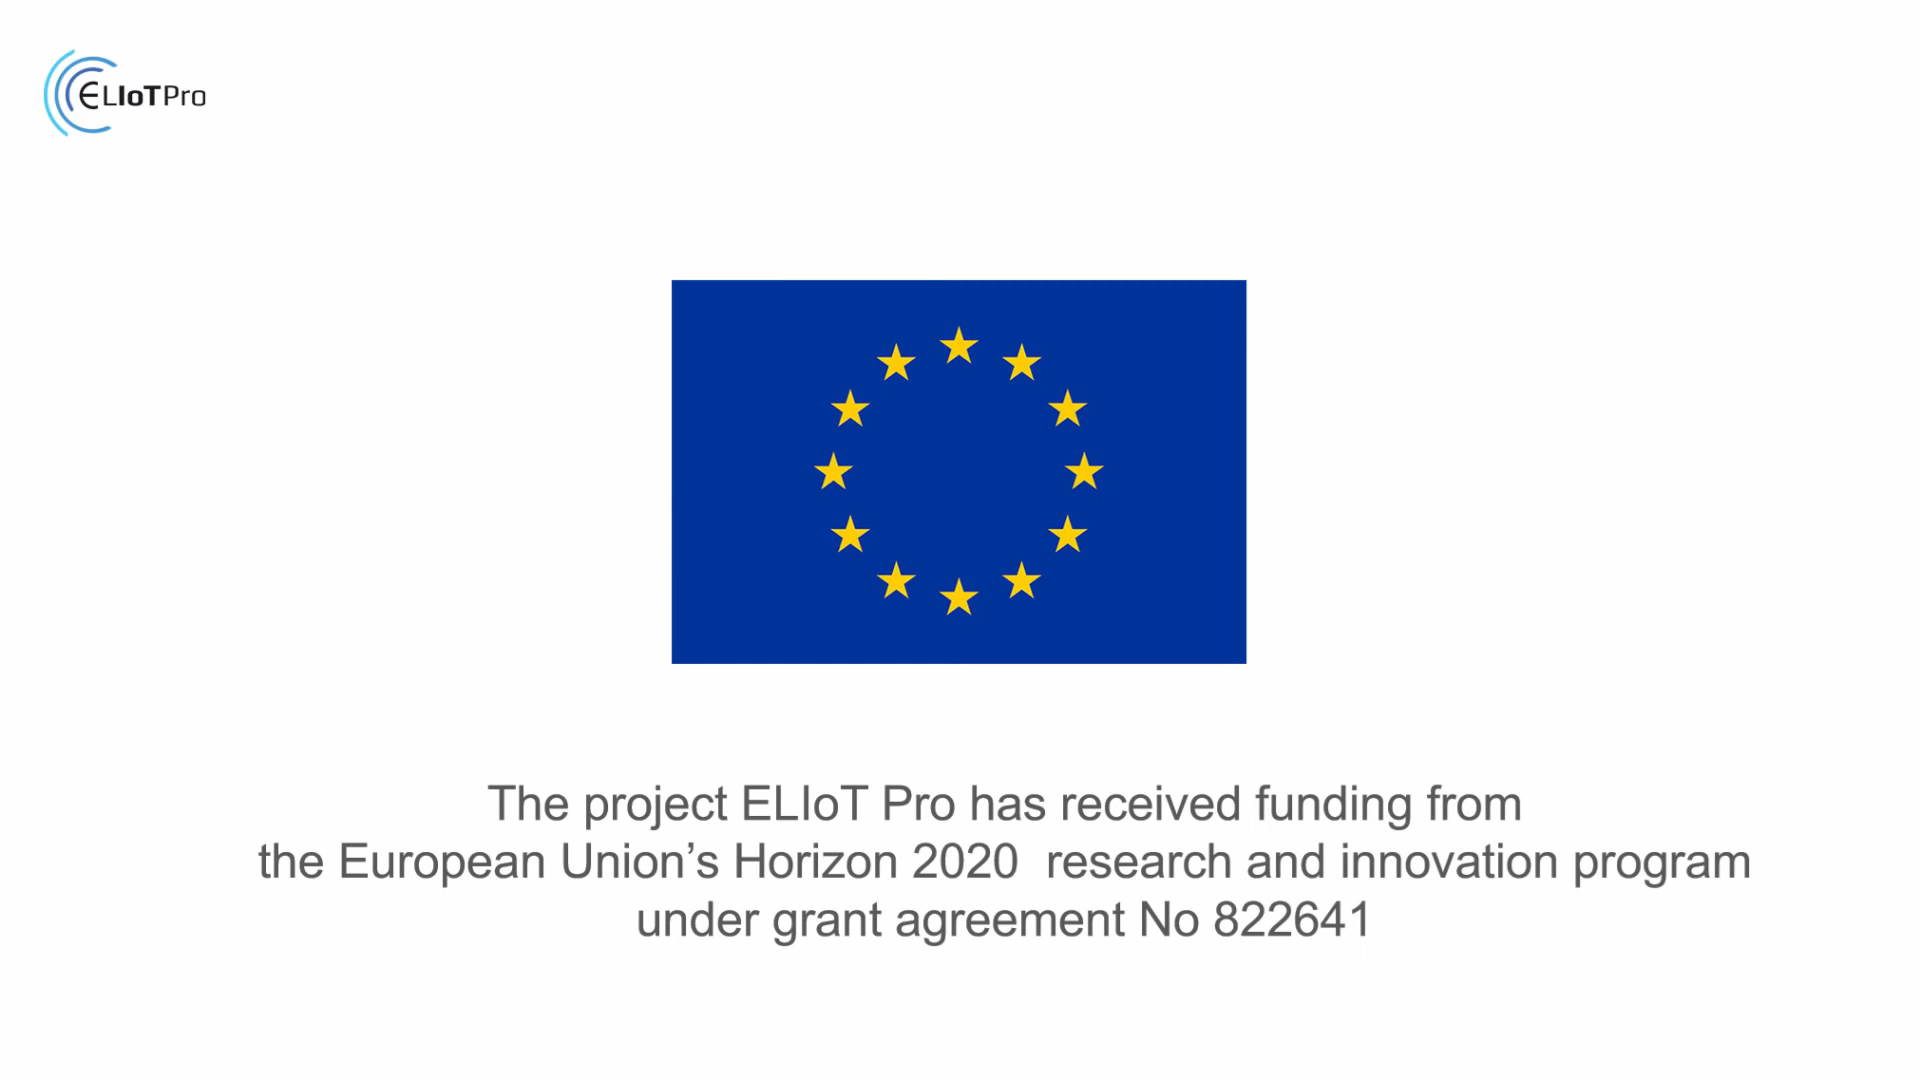 ELIoTPro
The project ELIoT Pro has received funding from
the European Union’s Horizon 2020  research and innovation program
under grant agreement No 822641